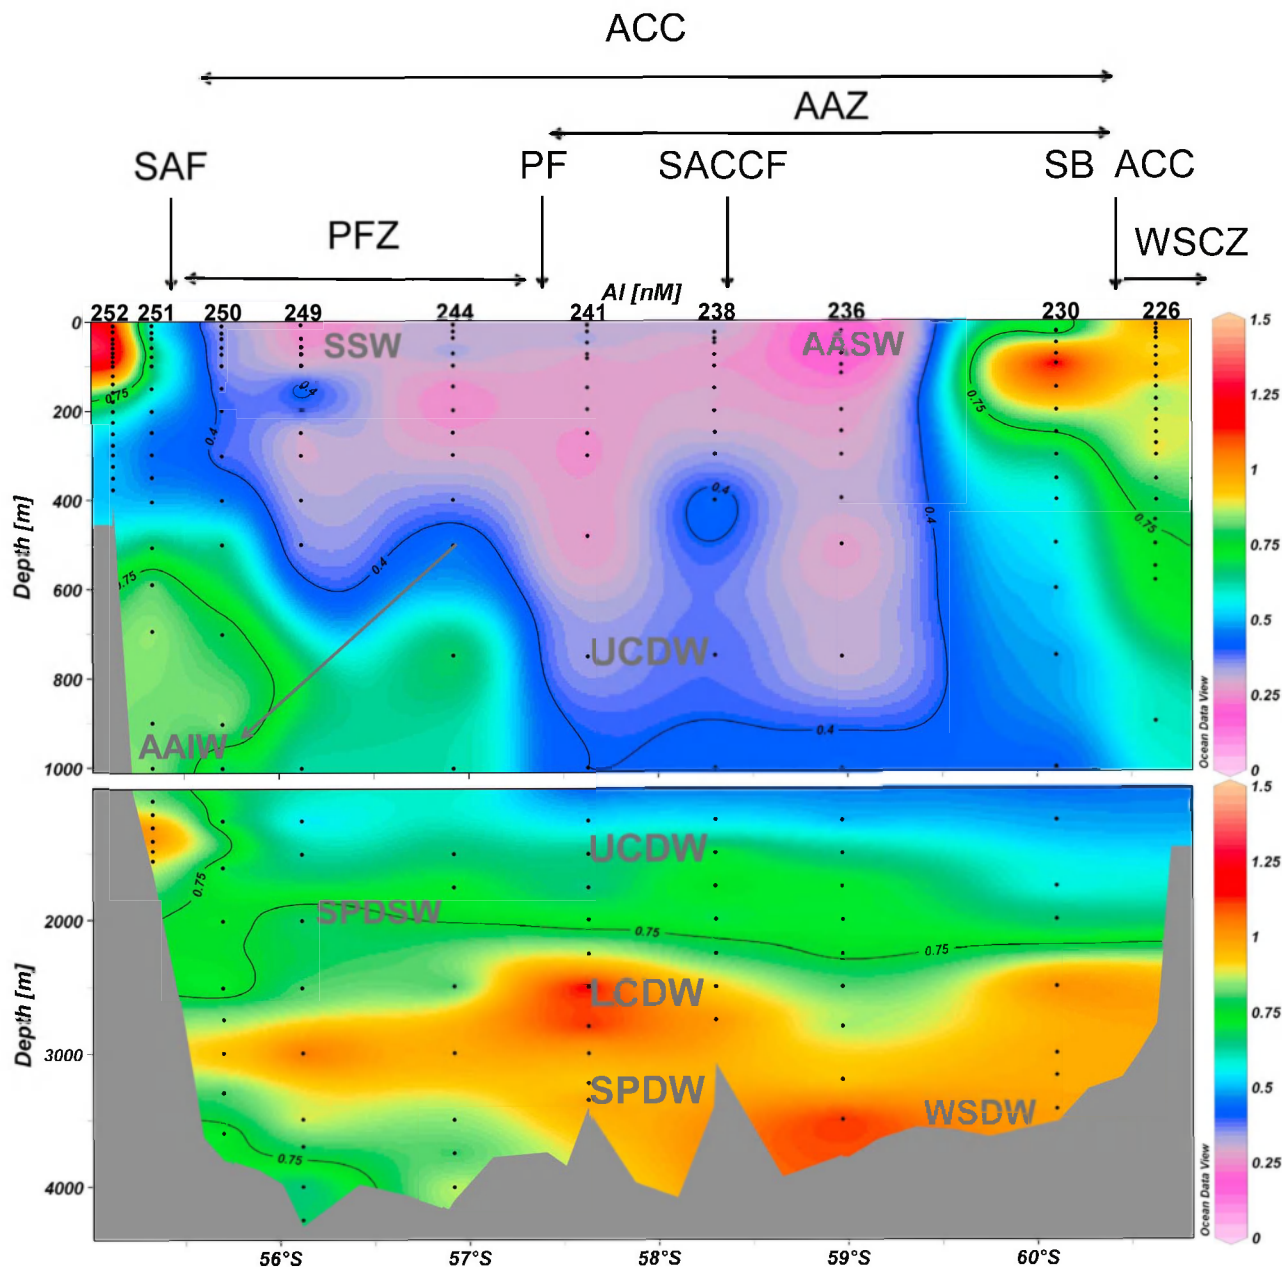 ACC
AAZ
SAF PF SACCF SB ACC
PFZ WSCZ
Al [nM]
252 251 250 249 244 241 238 236 230 226
0
200
400
600
800
1000
Depth [m]
SSW
AASW
UCDW
AAIW
0.75
0.4
0.4
0.4
0.4
0.4
0.4
0.75
0.75
0.75
Ocean Data View
1.5
1.25
1
0.75
0.5
0.25
0
2000
3000
4000
Depth [m]
UCDW
SPDSW
LCDW
SPDW
WSDW
0.75
0.75
0.75
0.75
Ocean Data View
1.5
1.25
1
0.75
0.5
0.25
0
56°S 57°S 58°S 59°S 60°S